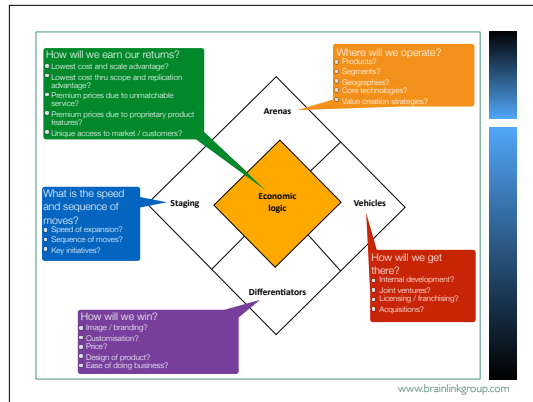 How will we earn our returns?
Lowest cost and scale advantage?
Lowest cost thru scope and replication
advantage?
Premium prices due to unmatchable
service?
Premium prices due to proprietary product
features?
Unique access to market / customers?
Where will we operate?
Products?
Segments?
Geographies?
Core technologies?
Value creation strategies?
Arenas
What is the speed
and sequence of
moves?
Speed of expansion?
Sequence of moves?
Key initiatives?
Staging
Economic
logic
Vehicles
How will we get
there?
Internal development?
Joint ventures?
Licensing / franchising?
Acquisitions?
Differentiators
How will we win?
Image / branding?
Customisation?
Price?
Design of product?
Ease of doing business?
www.brainlinkgroup.com